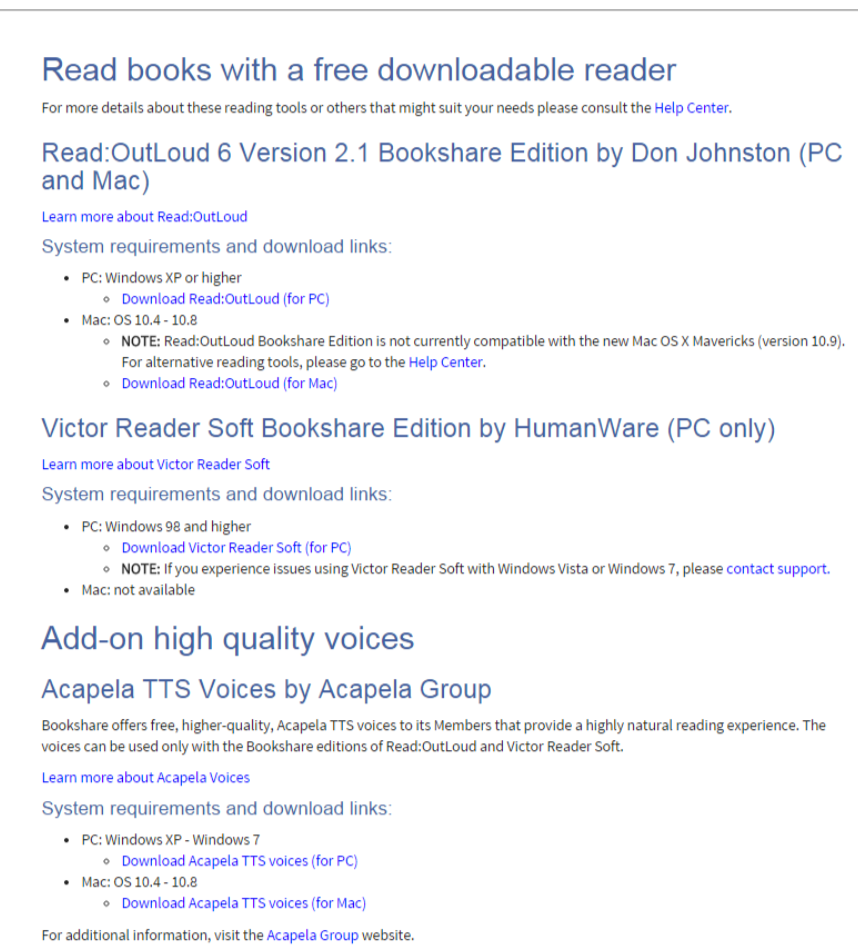 Read books with a free downloadable reader
For more details about these reading tools or others that might suit your needs please consult the Help Center.
Read:OutLoud 6 Version 2.1 Bookshare Edition by Don Johnston (PC
and Mac)
Learn more about Read:OutLoud
System requirements and download links:
PC: Windows XP or higher
Download Read:OutLoud (for PC)
Mac: OS 10.4 - 10.8
NOTE: Read:OutLoud Bookshare Edition is not currently compatible with the new Mac OS X Mavericks (version 10.9).
For alternative reading tools, please go to the Help Center.
Download Read:OutLoud (for Mac)
Victor Reader Soft Bookshare Edition by HumanWare (PC only)
Learn more about Victor Reader Soft
System requirements and download links:
PC: Windows 98 and higher
Download Victor Reader Soft (for PC)
NOTE: If you experience issues using Victor Reader Soft with Windows Vista or Windows 7, please contact support.
Mac: not available
Add-on high quality voices
Acapela TTS Voices by Acapela Group
Bookshare offers free, higher-quality, Acapela TTS voices to its Members that provide a highly natural reading experience. The
voices can be used only with the Bookshare editions of Read:OutLoud and Victor Reader Soft.
Learn more about Acapela Voices
System requirements and download links:
PC: Windows XP - Windows 7
Download Acapela TTS voices (for PC)
Mac: OS 10.4 - 10.8
Download Acapela TTS voices (for Mac)
For additional information, visit the Acapela Group website.